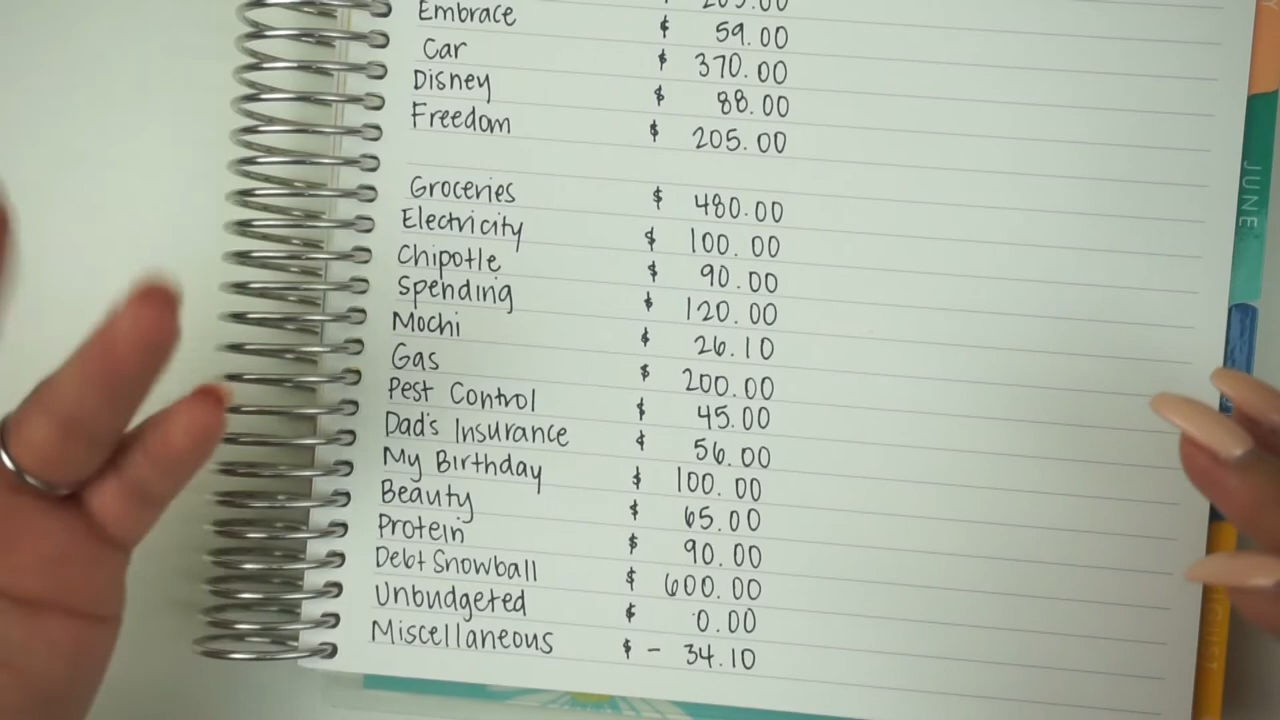 Embrace $ 59.00
Car $ 370.00
Disney $ 88.00
Freedom $ 205.00
Groceries $ 480.00
Electricity $ 100.00
Chipotle $ 90.00
Spending $ 120.00
Mochi $ 26.10
Gas $ 200.00
Pest Control $ 45.00
Dad's Insurance $ 56.00
My Birthday $ 100.00
Beauty $ 65.00
Protein $ 90.00
Debt Snowball $ 600.00
Unbudgeted $ 0.00
Miscellaneous $ - 34.10
JUNE